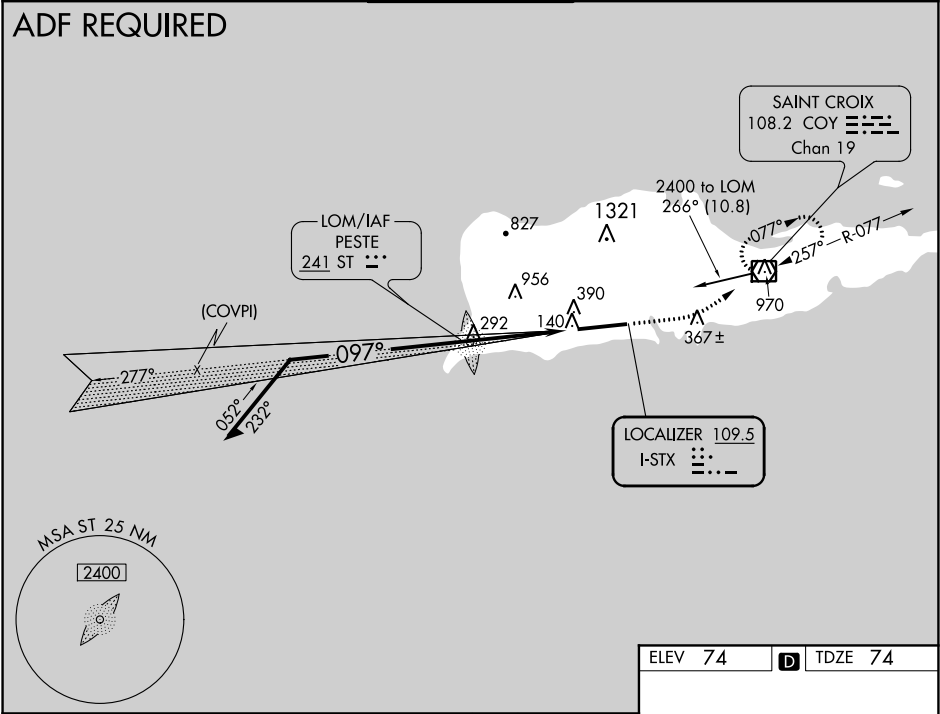 ADF REQUIRED
SAINT CROIX
108.2 COY
Chan 19
2400 to LOM
266° (10.8)
LOM/IAF
PESTE
241 ST
827
1321
077°
257°
R-077
956
390
970
(COVPI)
292
140
367±
097°
277°
X
052°
232°
LOCALIZER 109.5
I-STX
MSA ST 25 NM
2400
ELEV 74 D TDZE 74